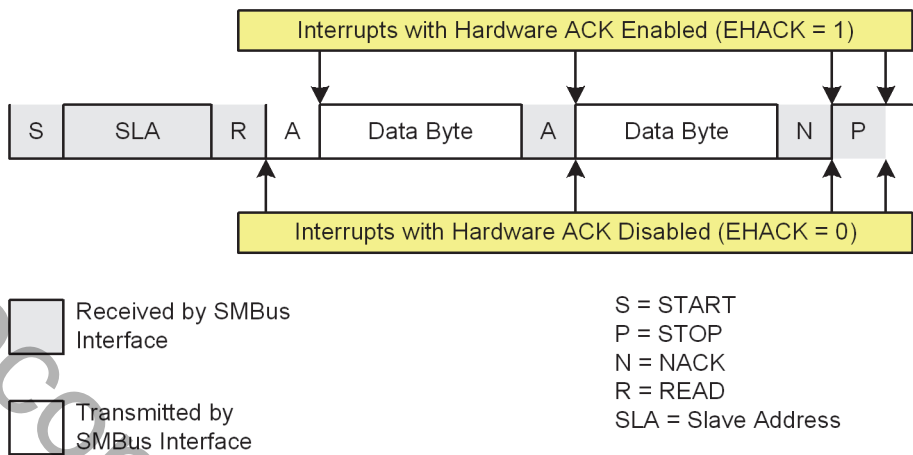 Interrupts with Hardware ACK Enabled (EHACK = 1)
S SLA R A Data Byte A Data Byte N P
Interrupts with Hardware ACK Disabled (EHACK = 0)
Received by SMBus
Interface
Transmitted by
SMBus Interface
S = START
P = STOP
N = NACK
R = READ
SLA = Slave Address